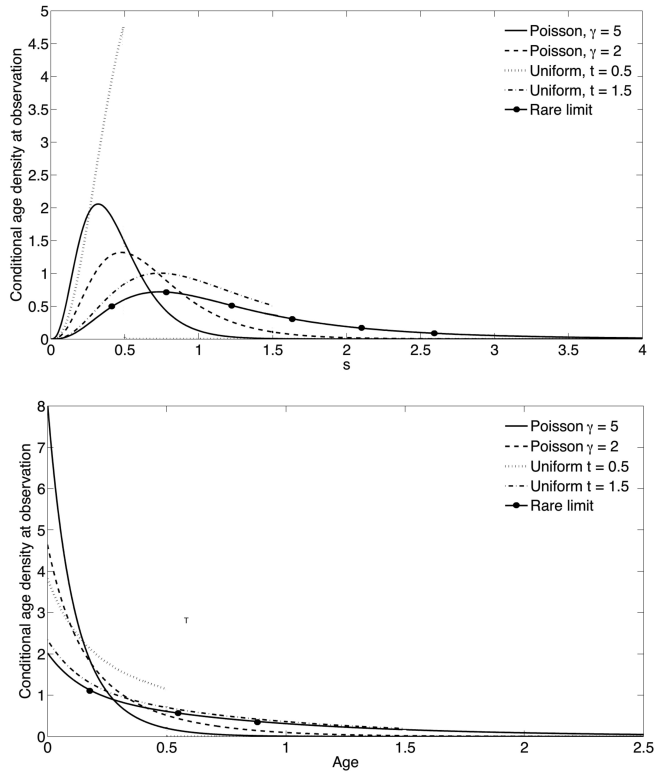 5
4.5
4
3.5
3
2.5
2
1.5
1
0.5
0
Conditional age density at observation
Poisson, γ = 5
Poisson, γ = 2
Uniform, t = 0.5
Uniform, t = 1.5
Rare limit
0 0.5 1 1.5 2 2.5 3 3.5 4
s
8
7
6
5
4
3
2
1
0
Conditional age density at observation
Poisson γ = 5
Poisson γ = 2
Uniform t = 0.5
Uniform t = 1.5
Rare limit
T
0 0.5 1 1.5 2 2.5
Age